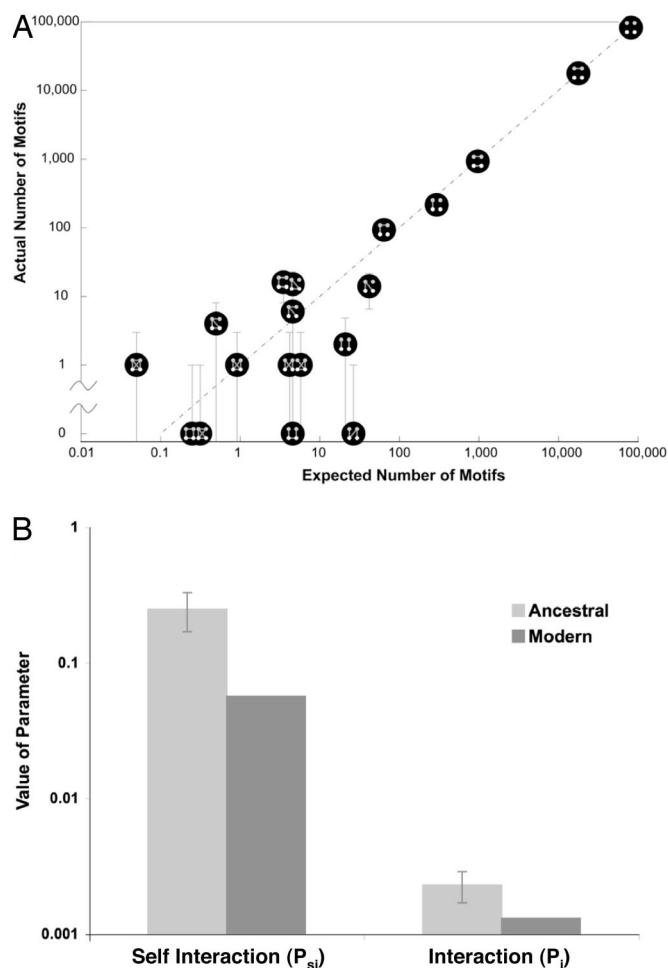 A
100,000
10,000
1,000
100
10
1
0
Actual Number of Motifs
0.01
0.1
1
10
100
1,000
10,000
100,000
Expected Number of Motifs
B
1
0.1
0.01
0.001
Value of Parameter
Ancestral
Modern
Self Interaction (Psi)
Interaction (Pi)